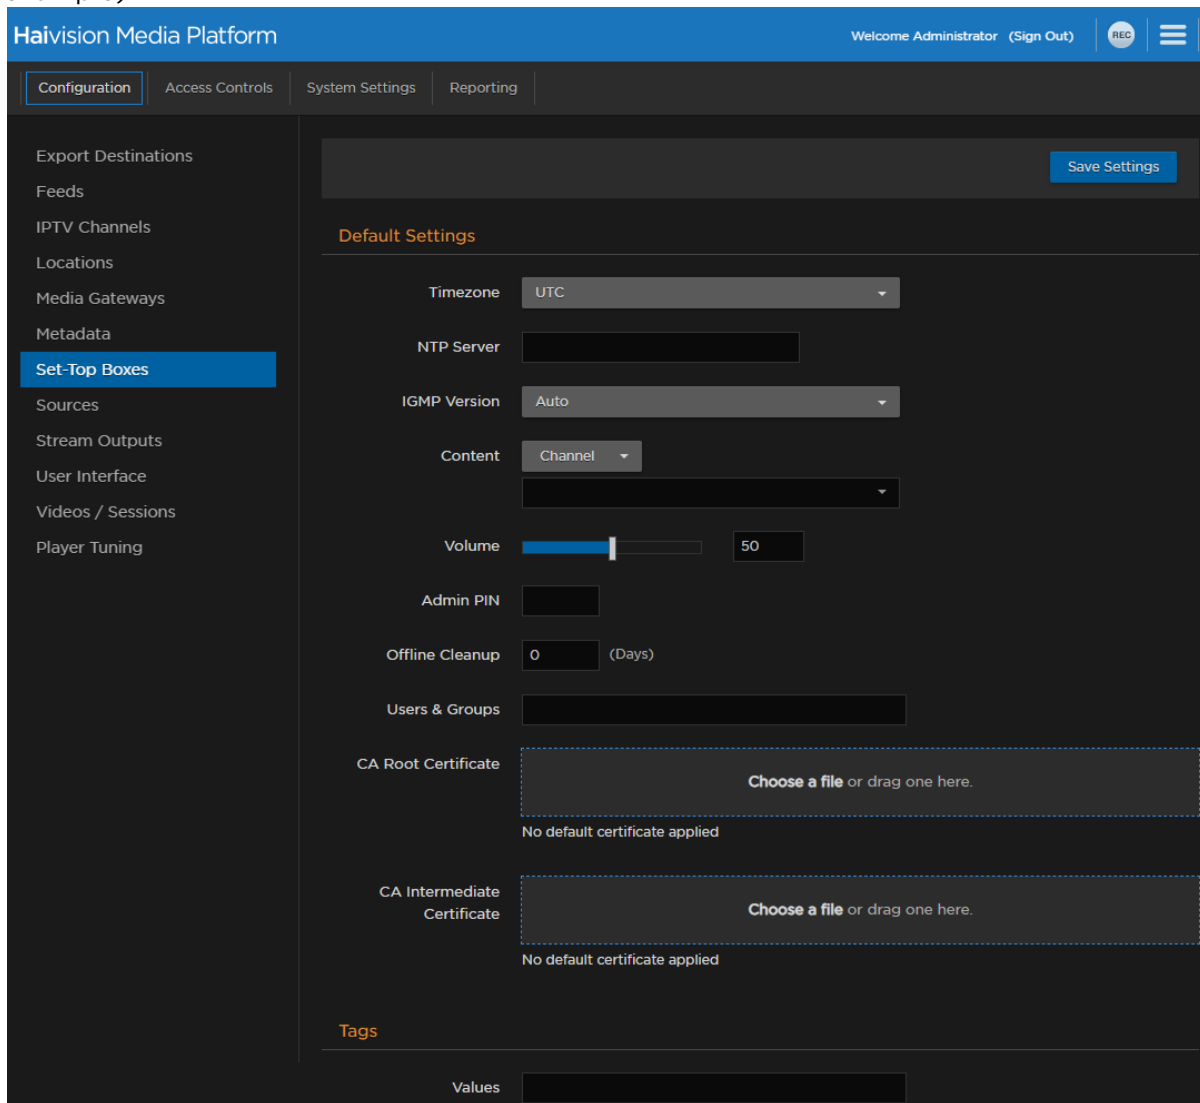 Haivision Media Platform
Welcome Administrator (Sign Out) REC
Configuration Access Controls System Settings Reporting
Export Destinations
Feeds
IPTV Channels
Locations
Media Gateways
Metadata
Set-Top Boxes
Sources
Stream Outputs
User Interface
Videos / Sessions
Player Tuning
Save Settings
Default Settings
Timezone UTC
NTP Server
IGMP Version Auto
Content Channel
Volume 50
Admin PIN
Offline Cleanup 0 (Days)
Users & Groups
CA Root Certificate
Choose a file or drag one here.
No default certificate applied
CA Intermediate
Certificate
Choose a file or drag one here.
No default certificate applied
Tags
Values